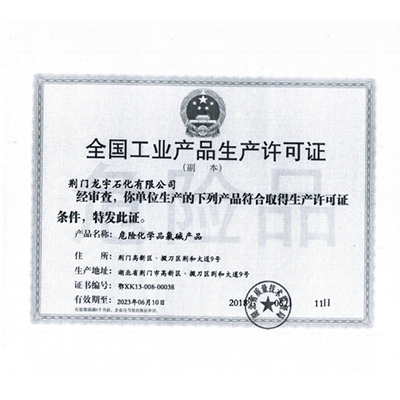 全国工业产品生产许可证
(副 本)
荆门龙宇石化有限公司
经审查，你单位生产的下列产品符合取得生产许可证
条件，特发此证。
产品名称：危险化学品氯碱产品
住 所：荆门高新区·掇刀区荆和大道9号
生产地址：湖北省荆门市高新区·掇刀区荆和大道9号
证书编号：鄂XK13-008-00038
有效期至：2023年06月10日
2018
11日
危险品